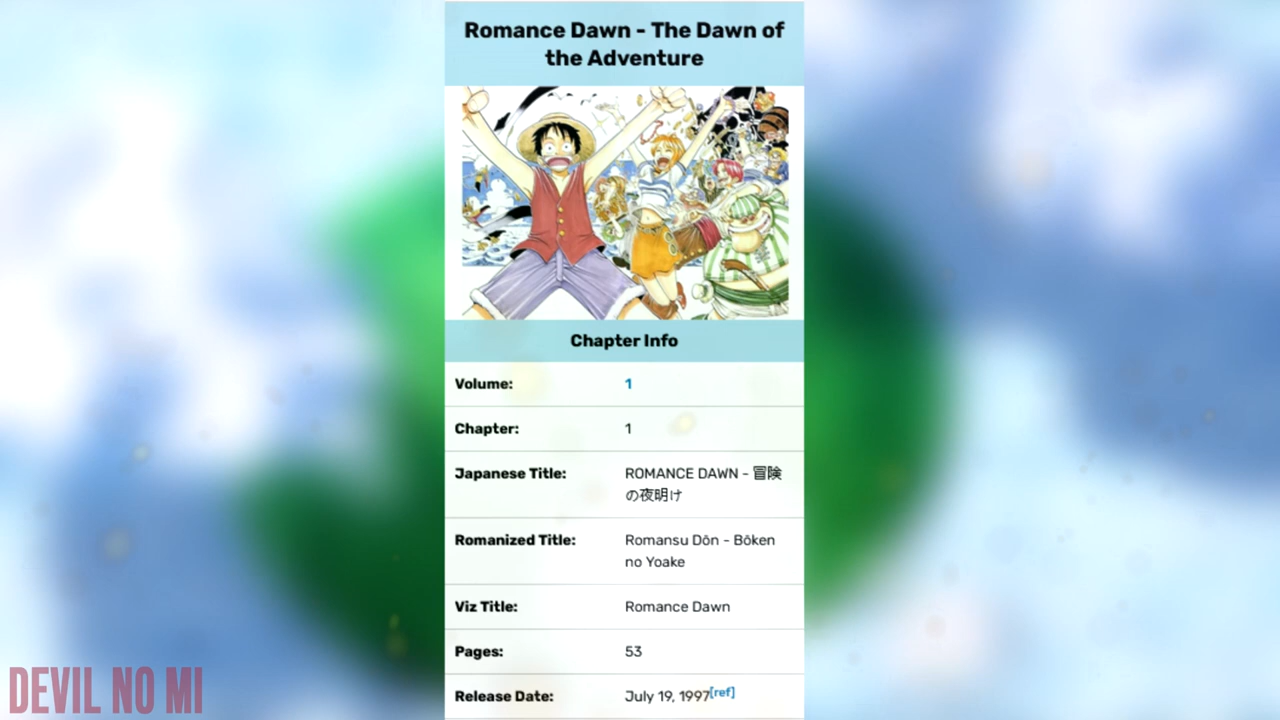 Romance Dawn - The Dawn of
the Adventure
Chapter Info
Volume: 1
Chapter: 1
Japanese Title: ROMANCE DAWN - 冒険
の夜明け
Romanized Title: Romansu Dōn - Bōken
no Yoake
Viz Title: Romance Dawn
Pages: 53
Release Date: July 19, 1997[ref]
DEVIL NO MI